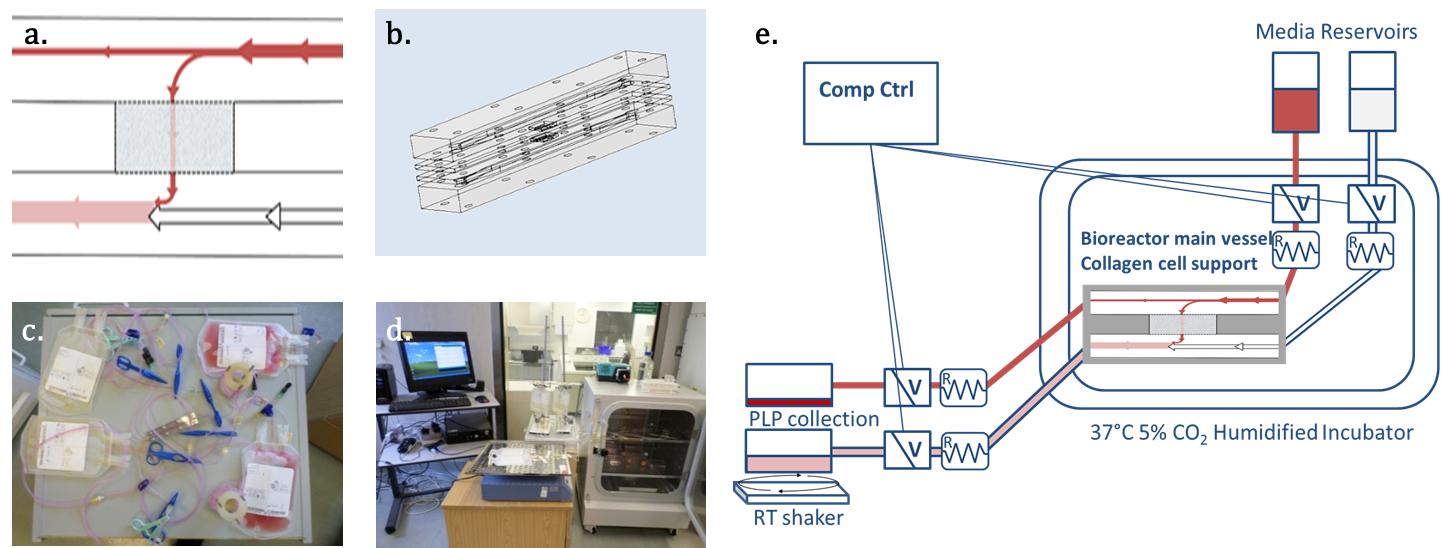 a.
b.
e.
Media Reservoirs
Comp Ctrl
V
V
Bioreactor main vessel
Collagen cell support
R
R
c.
d.
V
R
PLP collection
V
R
37°C 5% CO₂ Humidified Incubator
RT shaker